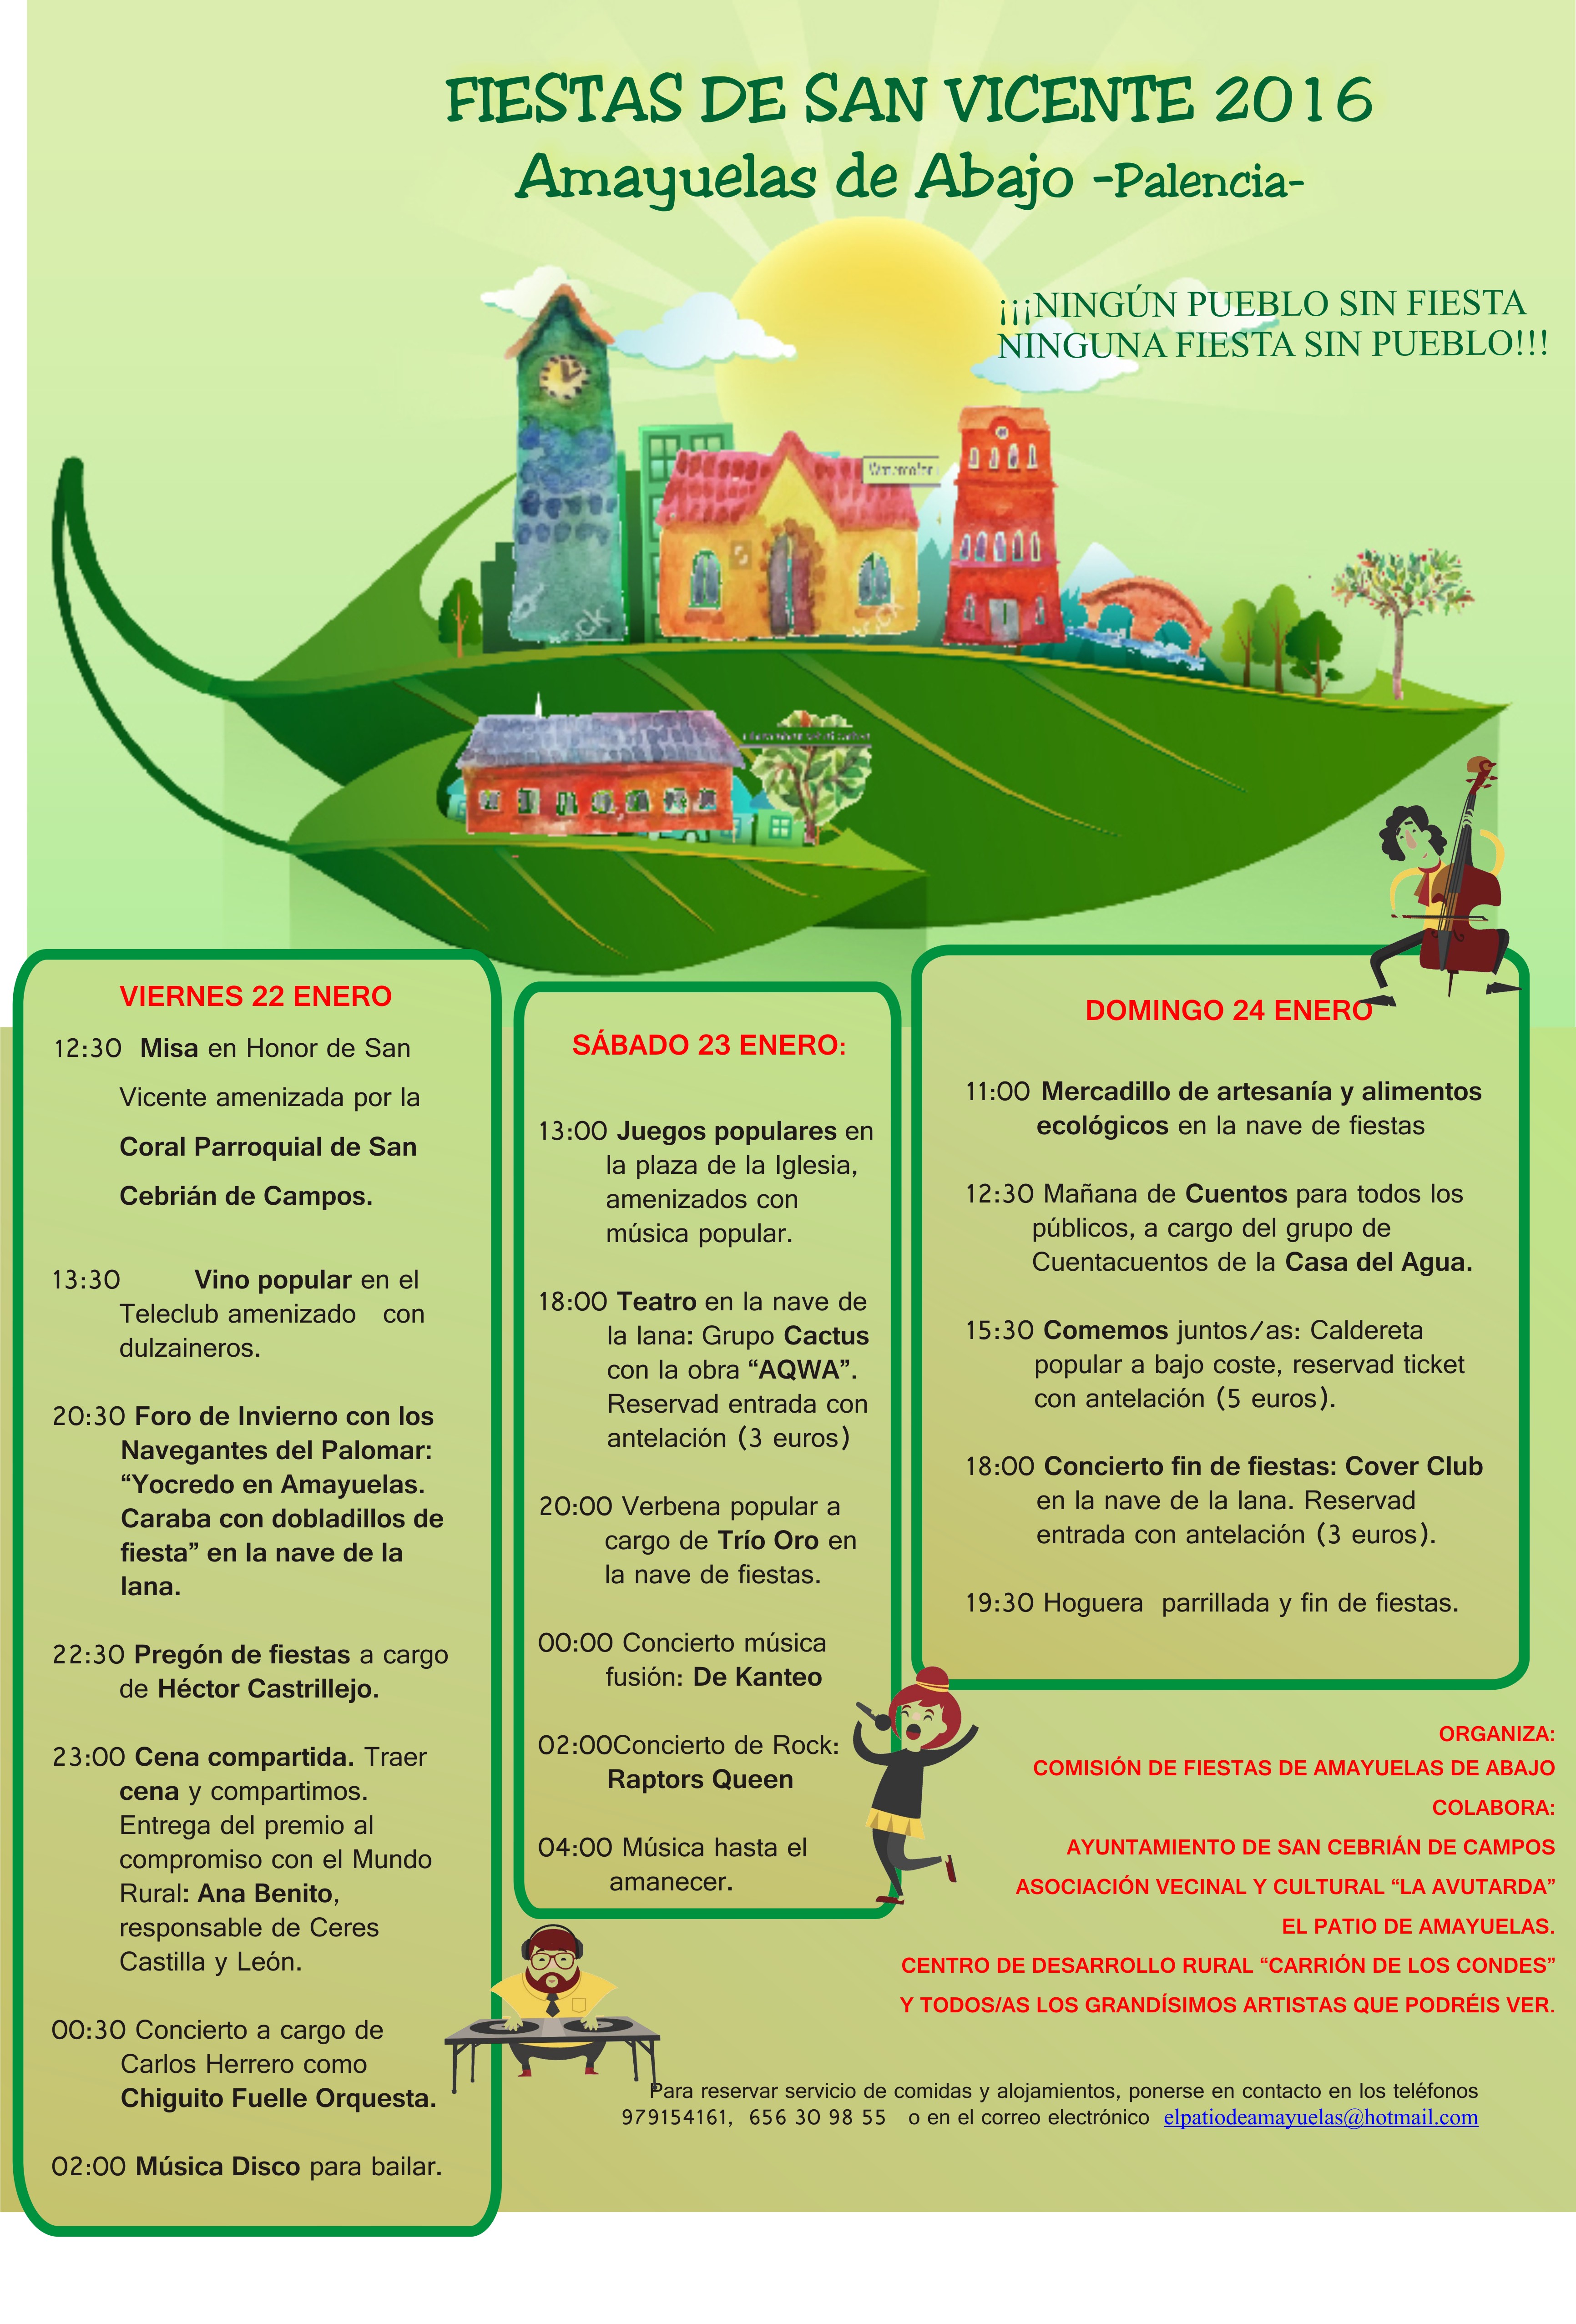 FIESTAS DE SAN VICENTE 2016
Amayuelas de Abajo -Palencia-
¡¡¡NINGÚN PUEBLO SIN FIESTA
NINGUNA FIESTA SIN PUEBLO!!!
VIERNES 22 ENERO
12:30 Misa en Honor de San
Vicente amenizada por la
Coral Parroquial de San
Cebrián de Campos.
13:30 Vino popular en el
Teleclub amenizado con
dulzaineros.
20:30 Foro de Invierno con los
Navegantes del Palomar:
“Yocredo en Amayuelas.
Caraba con dobladillos de
fiesta” en la nave de la
lana.
22:30 Pregón de fiestas a cargo
de Héctor Castrillejo.
23:00 Cena compartida. Traer
cena y compartimos.
Entrega del premio al
compromiso con el Mundo
Rural: Ana Benito,
responsable de Ceres
Castilla y León.
00:30 Concierto a cargo de
Carlos Herrero como
Chiguito Fuelle Orquesta.
02:00 Música Disco para bailar.
SÁBADO 23 ENERO:
13:00 Juegos populares en
la plaza de la Iglesia,
amenizados con
música popular.
18:00 Teatro en la nave de
la lana: Grupo Cactus
con la obra “AQWA”.
Reservad entrada con
antelación (3 euros)
20:00 Verbena popular a
cargo de Trío Oro en
la nave de fiestas.
00:00 Concierto música
fusión: De Kanteo
02:00Concierto de Rock:
Raptors Queen
04:00 Música hasta el
amanecer.
DOMINGO 24 ENERO
11:00 Mercadillo de artesanía y alimentos
ecológicos en la nave de fiestas
12:30 Mañana de Cuentos para todos los
públicos, a cargo del grupo de
Cuentacuentos de la Casa del Agua.
15:30 Comemos juntos/as: Caldereta
popular a bajo coste, reservad ticket
con antelación (5 euros).
18:00 Concierto fin de fiestas: Cover Club
en la nave de la lana. Reservad
entrada con antelación (3 euros).
19:30 Hoguera parrillada y fin de fiestas.
ORGANIZA:
COMISIÓN DE FIESTAS DE AMAYUELAS DE ABAJO
COLABORA:
AYUNTAMIENTO DE SAN CEBRIÁN DE CAMPOS
ASOCIACIÓN VECINAL Y CULTURAL “LA AVUTARDA”
EL PATIO DE AMAYUELAS.
CENTRO DE DESARROLLO RURAL “CARRIÓN DE LOS CONDES”
Y TODOS/AS LOS GRANDÍSIMOS ARTISTAS QUE PODRÉIS VER.
Para reservar servicio de comidas y alojamientos, ponerse en contacto en los teléfonos
979154161, 656 30 98 55 o en el correo electrónico elpatiodeamayuelas@hotmail.com